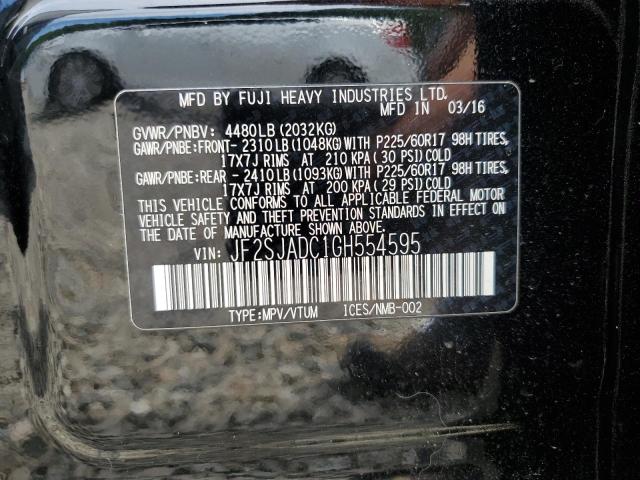 MFD BY FUJI HEAVY INDUSTRIES LTD.
MFD IN 03/16
GVWR/PNBV: 4480LB(2032KG)
GAWR/PNBE:FRONT-2310LB(1048KG)WITH P225/60R17 98H TIRES,
17X7J RIMS AT 210 KPA(30 PSI)COLD
GAWR/PNBE:REAR -2410LB(1093KG)WITH P225/60R17 98H TIRES,
17X7J RIMS AT 200 KPA(29 PSI)COLD
THIS VEHICLE CONFORMS TO ALL APPLICABLE FEDERAL MOTOR
VEHICLE SAFETY AND THEFT PREVENTION STANDARDS IN EFFECT
ON THE DATE OF MANUFACTURE SHOWN ABOVE.
VIN: JF2SJADC1GH554595
TYPE:MPV/VTUM ICES/NMB-002